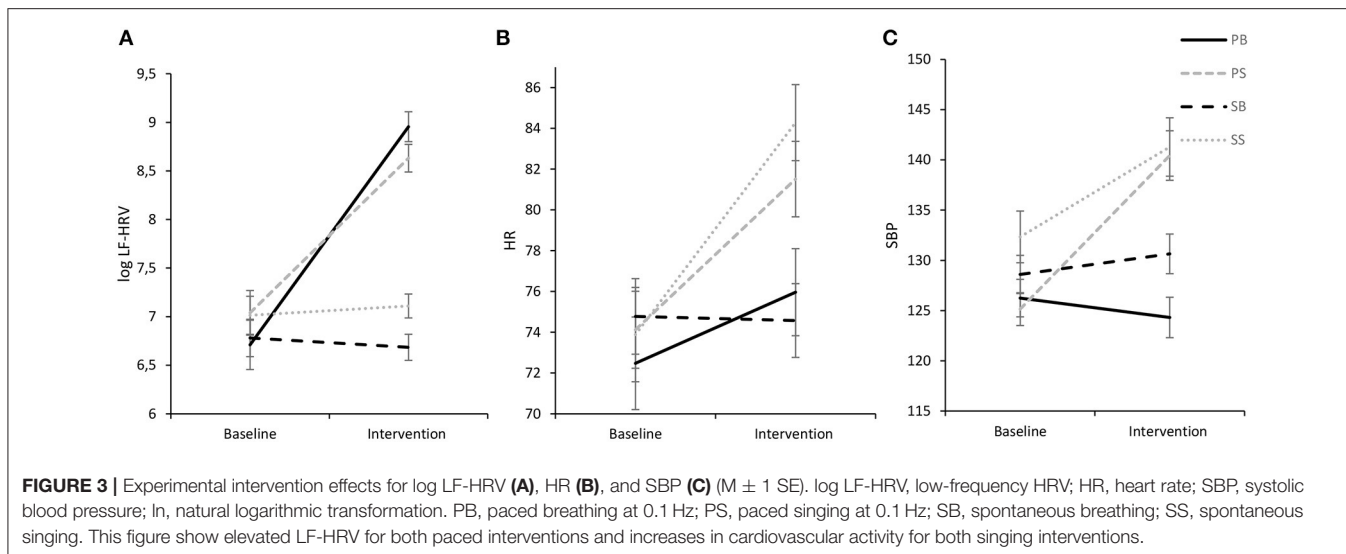 A
B
C
log LF-HRV
9,5
9
8,5
8
7,5
7
6,5
6
Baseline
Intervention
HR
86
84
82
80
78
76
74
72
70
Baseline
Intervention
SBP
150
145
140
135
130
125
120
115
Baseline
Intervention
PB
PS
SB
SS
FIGURE 3 | Experimental intervention effects for log LF-HRV (A), HR (B), and SBP (C) (M ± 1 SE). log LF-HRV, low-frequency HRV; HR, heart rate; SBP, systolic
blood pressure; ln, natural logarithmic transformation. PB, paced breathing at 0.1 Hz; PS, paced singing at 0.1 Hz; SB, spontaneous breathing; SS, spontaneous
singing. This figure show elevated LF-HRV for both paced interventions and increases in cardiovascular activity for both singing interventions.